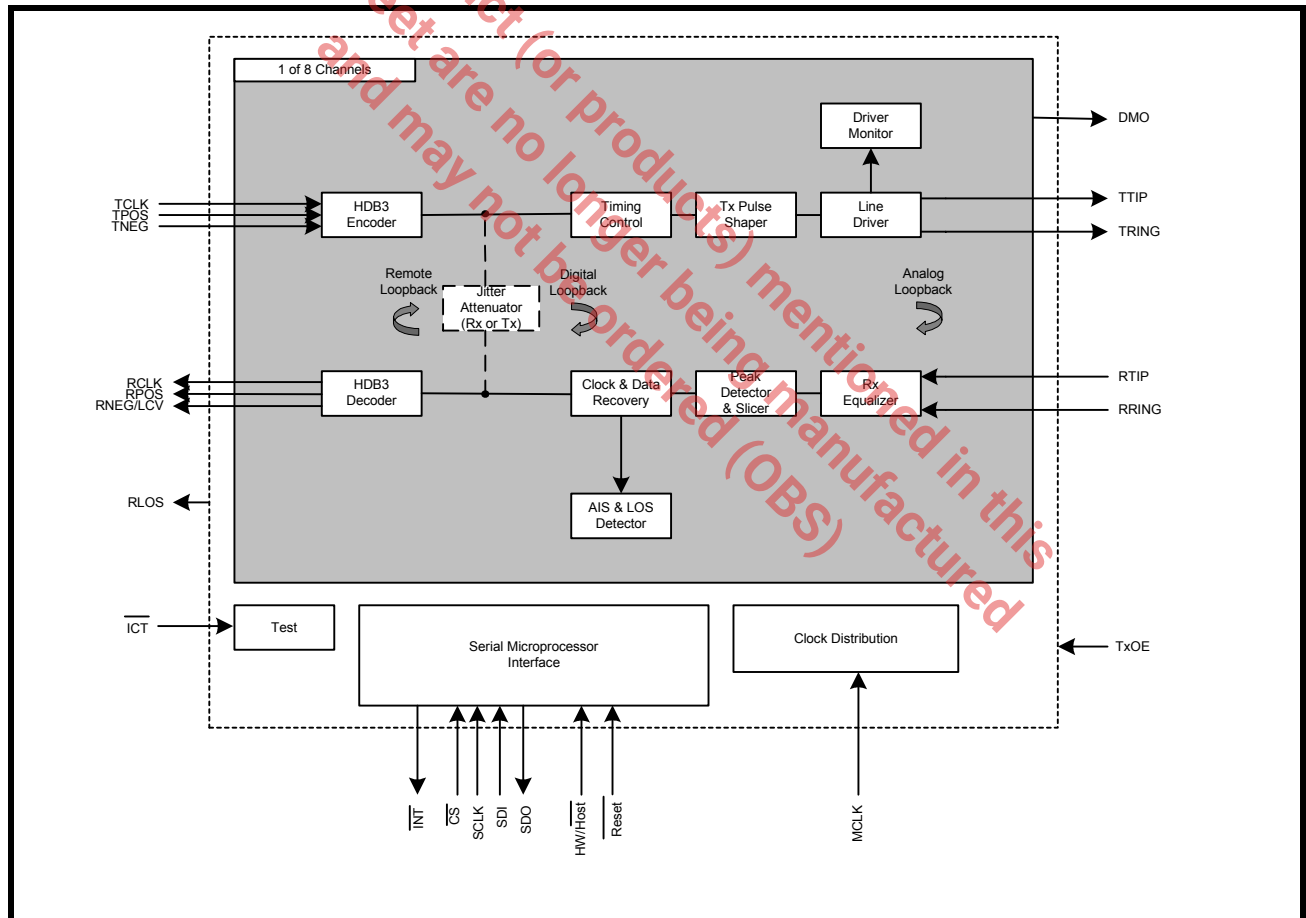 1 of 8 Channels
Driver
Monitor
DMO
TCLK
TPOS
TNEG
HDB3
Encoder
Timing
Control
Tx Pulse
Shaper
Line
Driver
TTIP
TRING
Remote
Loopback
Jitter
Attenuator
(Rx or Tx)
Digital
Loopback
Analog
Loopback
RCLK
RPOS
RNEG/LCV
HDB3
Decoder
Clock & Data
Recovery
Peak
Detector
& Slicer
Rx
Equalizer
RTIP
RRING
RLOS
AIS & LOS
Detector
ICT
Test
Serial Microprocessor
Interface
Clock Distribution
TxOE
INT
CS
SCLK
SDI
SDO
HW/Host
Reset
MCLK
(or products) mentioned in this
are no longer being manufactured
and may not be ordered (OBS)